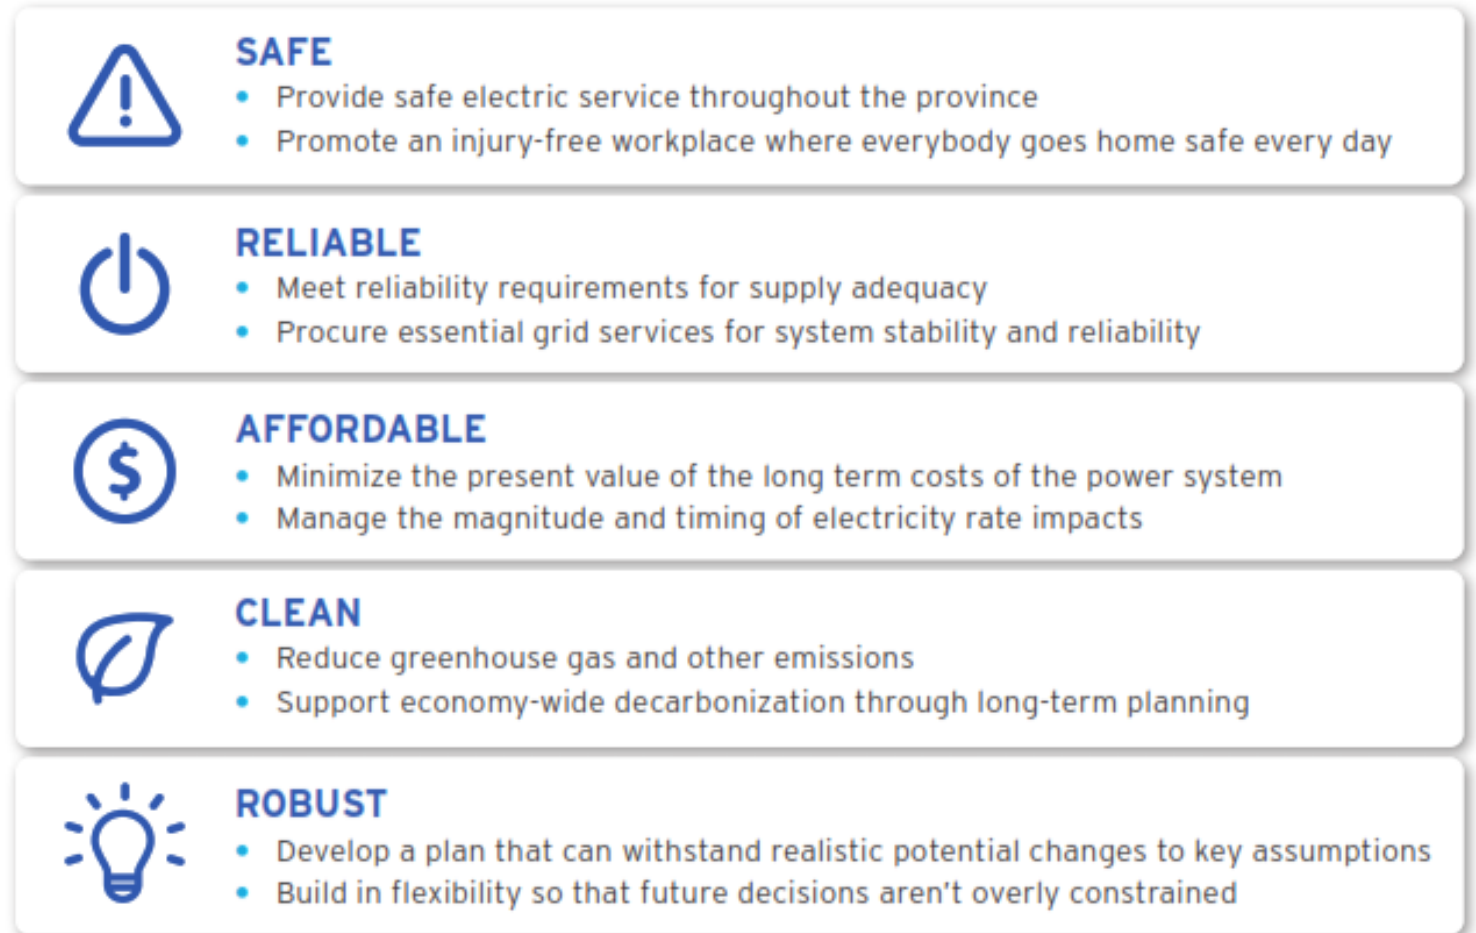 SAFE
• Provide safe electric service throughout the province
• Promote an injury-free workplace where everybody goes home safe every day
RELIABLE
• Meet reliability requirements for supply adequacy
• Procure essential grid services for system stability and reliability
$
AFFORDABLE
• Minimize the present value of the long term costs of the power system
• Manage the magnitude and timing of electricity rate impacts
CLEAN
• Reduce greenhouse gas and other emissions
• Support economy-wide decarbonization through long-term planning
ROBUST
• Develop a plan that can withstand realistic potential changes to key assumptions
• Build in flexibility so that future decisions aren't overly constrained